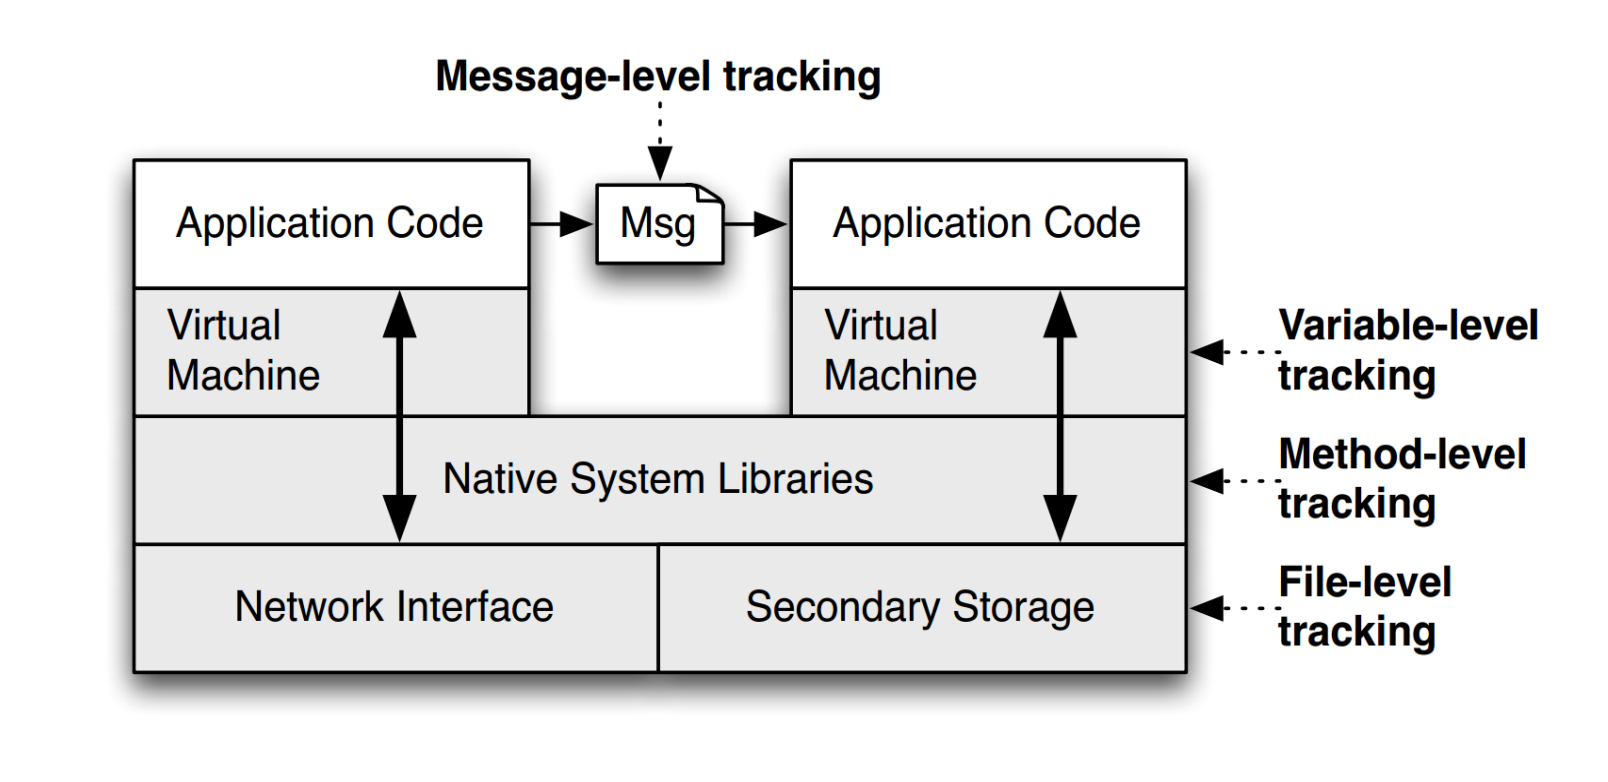 Message-level tracking
Application Code
Msg
Application Code
Virtual
Machine
Virtual
Machine
Variable-level
tracking
Native System Libraries
Method-level
tracking
Network Interface
Secondary Storage
File-level
tracking